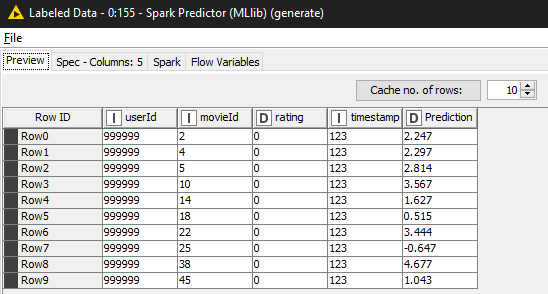 Labeled Data - 0:155 - Spark Predictor (MLlib) (generate)
File
Preview Spec - Columns: 5 Spark Flow Variables
Cache no. of rows: 10
Row ID I userId I movieId D rating I timestamp D Prediction
Row0 999999 2 0 123 2.247
Row1 999999 4 0 123 2.297
Row2 999999 5 0 123 2.814
Row3 999999 10 0 123 3.567
Row4 999999 14 0 123 1.627
Row5 999999 18 0 123 0.515
Row6 999999 22 0 123 3.444
Row7 999999 25 0 123 -0.647
Row8 999999 38 0 123 4.677
Row9 999999 45 0 123 1.043